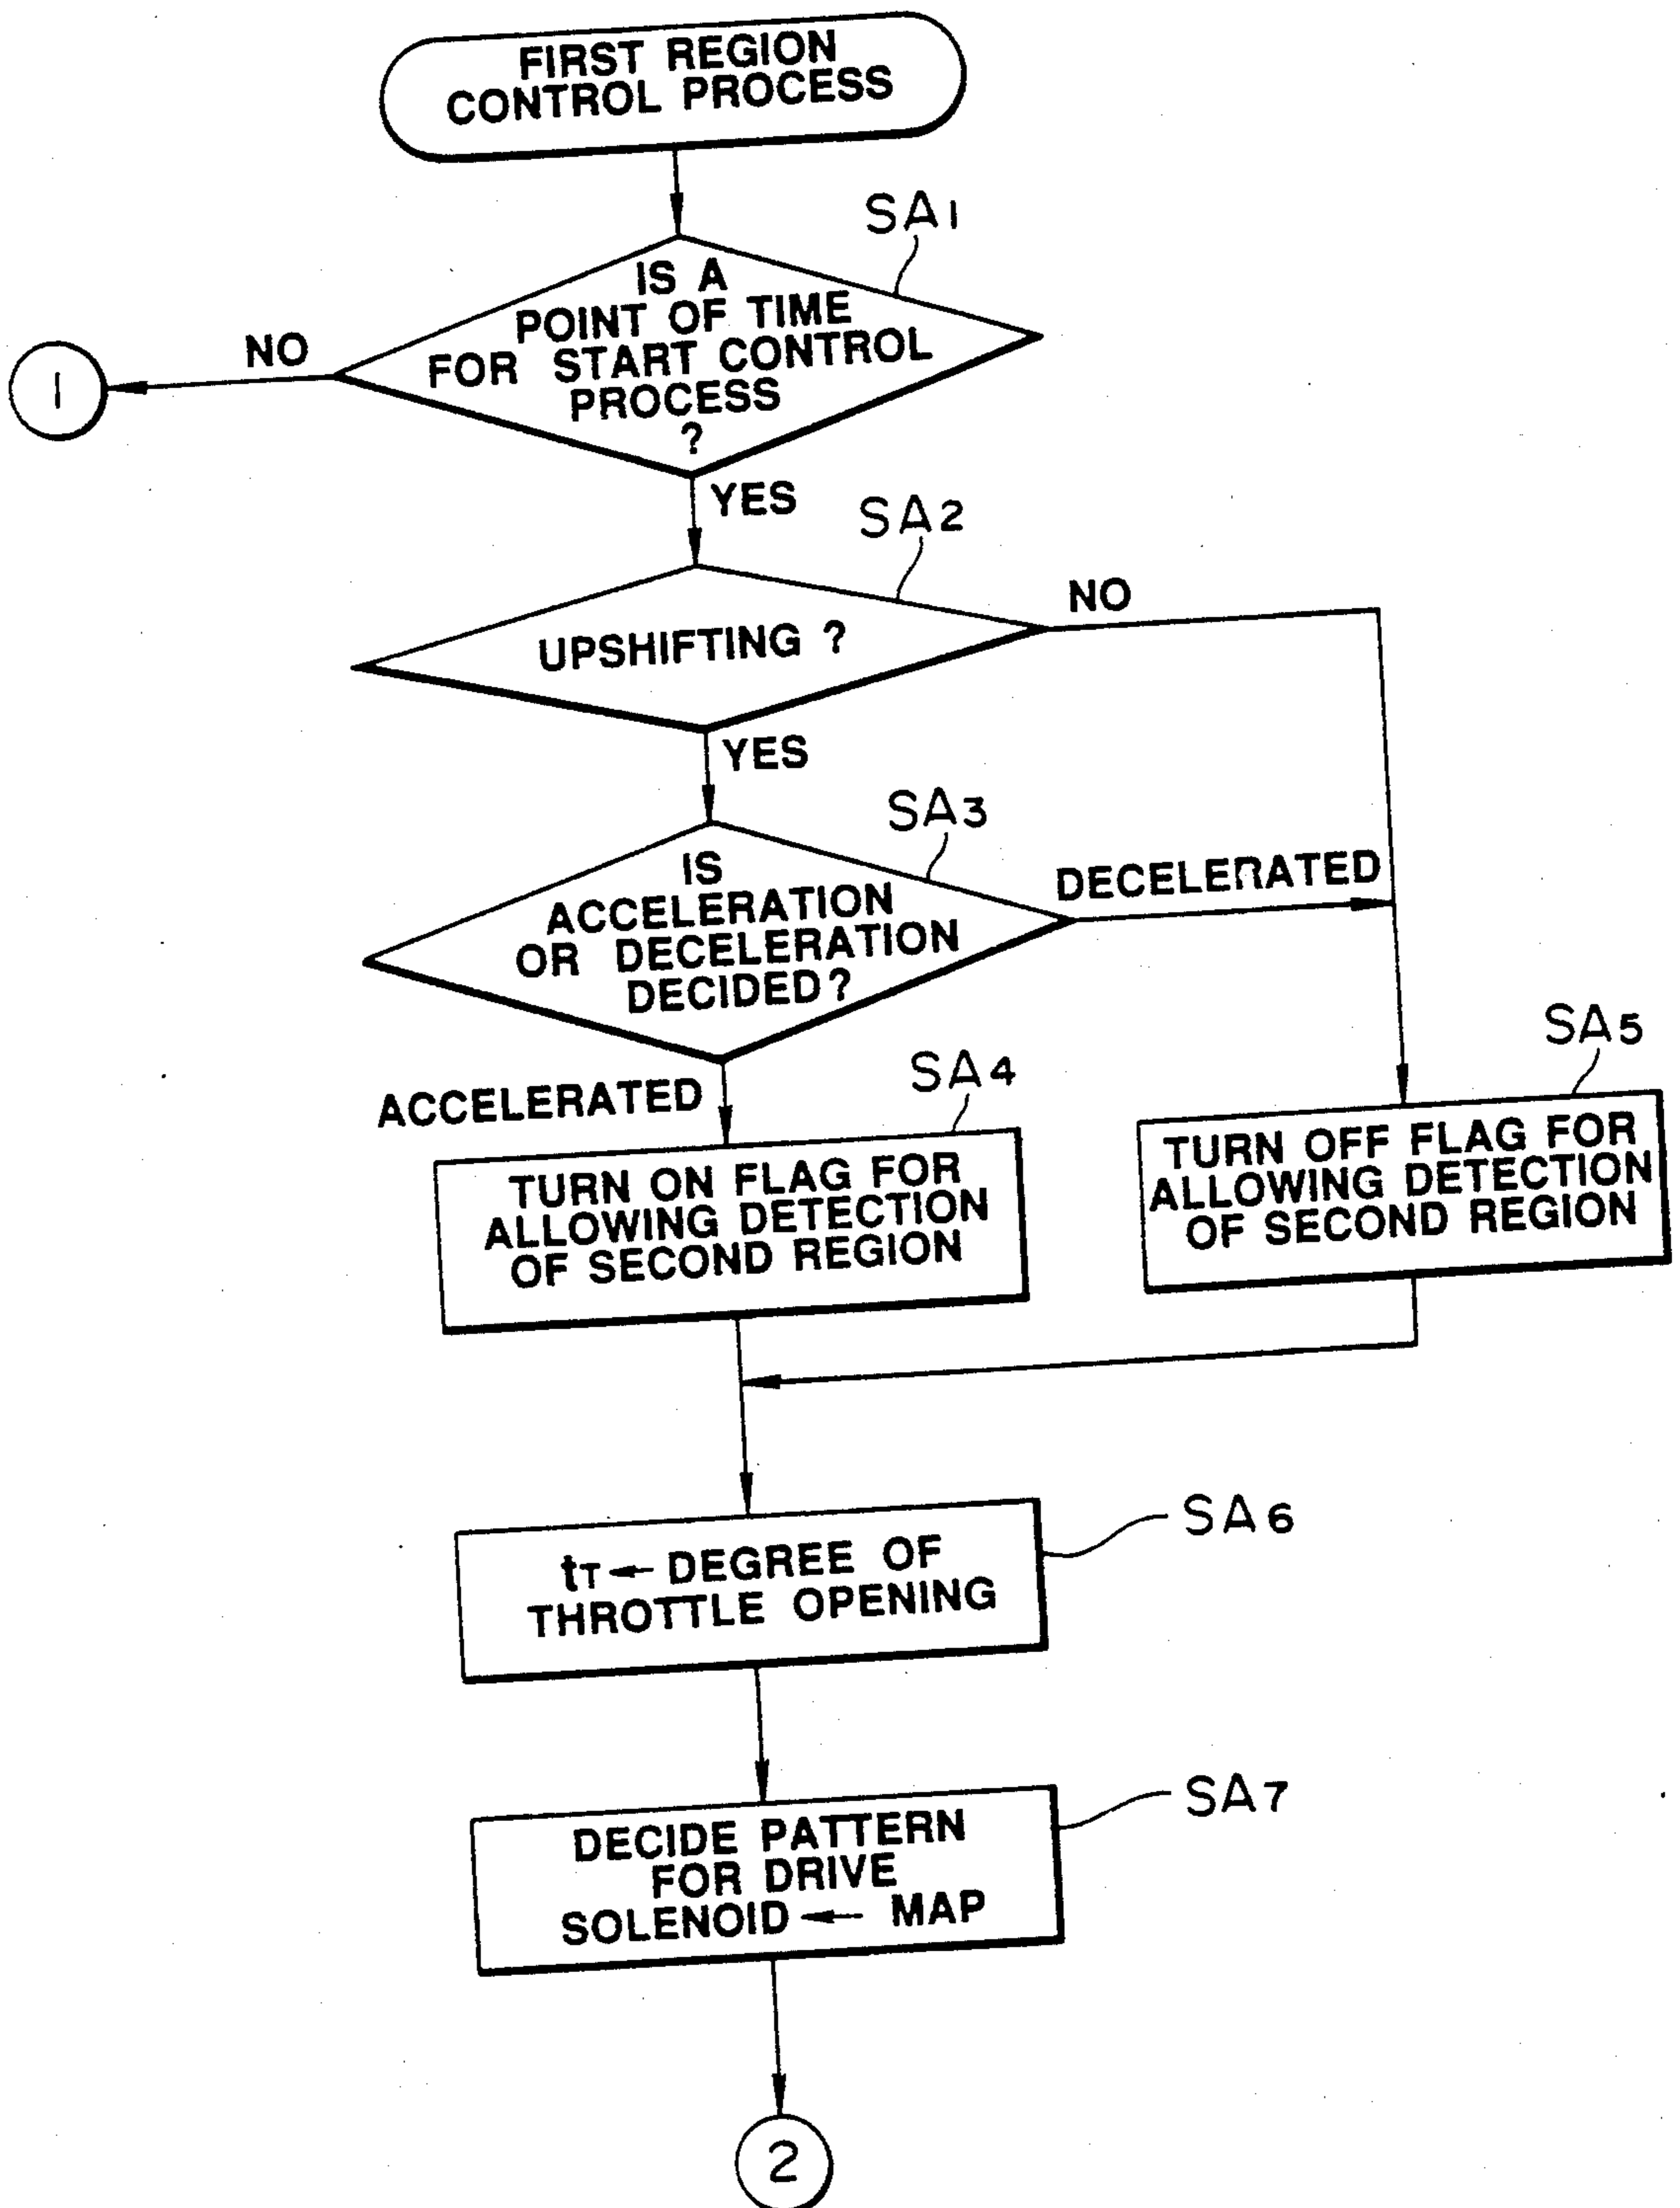 FIRST REGION
CONTROL PROCESS
SA1
IS A
POINT OF TIME
FOR START CONTROL
PROCESS
?
NO
1
YES
SA2
UPSHIFTING ?
NO
YES
SA3
IS
ACCELERATION
OR DECELERATION
DECIDED?
DECELERATED
ACCELERATED
SA4
TURN ON FLAG FOR
ALLOWING DETECTION
OF SECOND REGION
SA5
TURN OFF FLAG FOR
ALLOWING DETECTION
OF SECOND REGION
SA6
tT ← DEGREE OF
THROTTLE OPENING
SA7
DECIDE PATTERN
FOR DRIVE
SOLENOID ← MAP
2